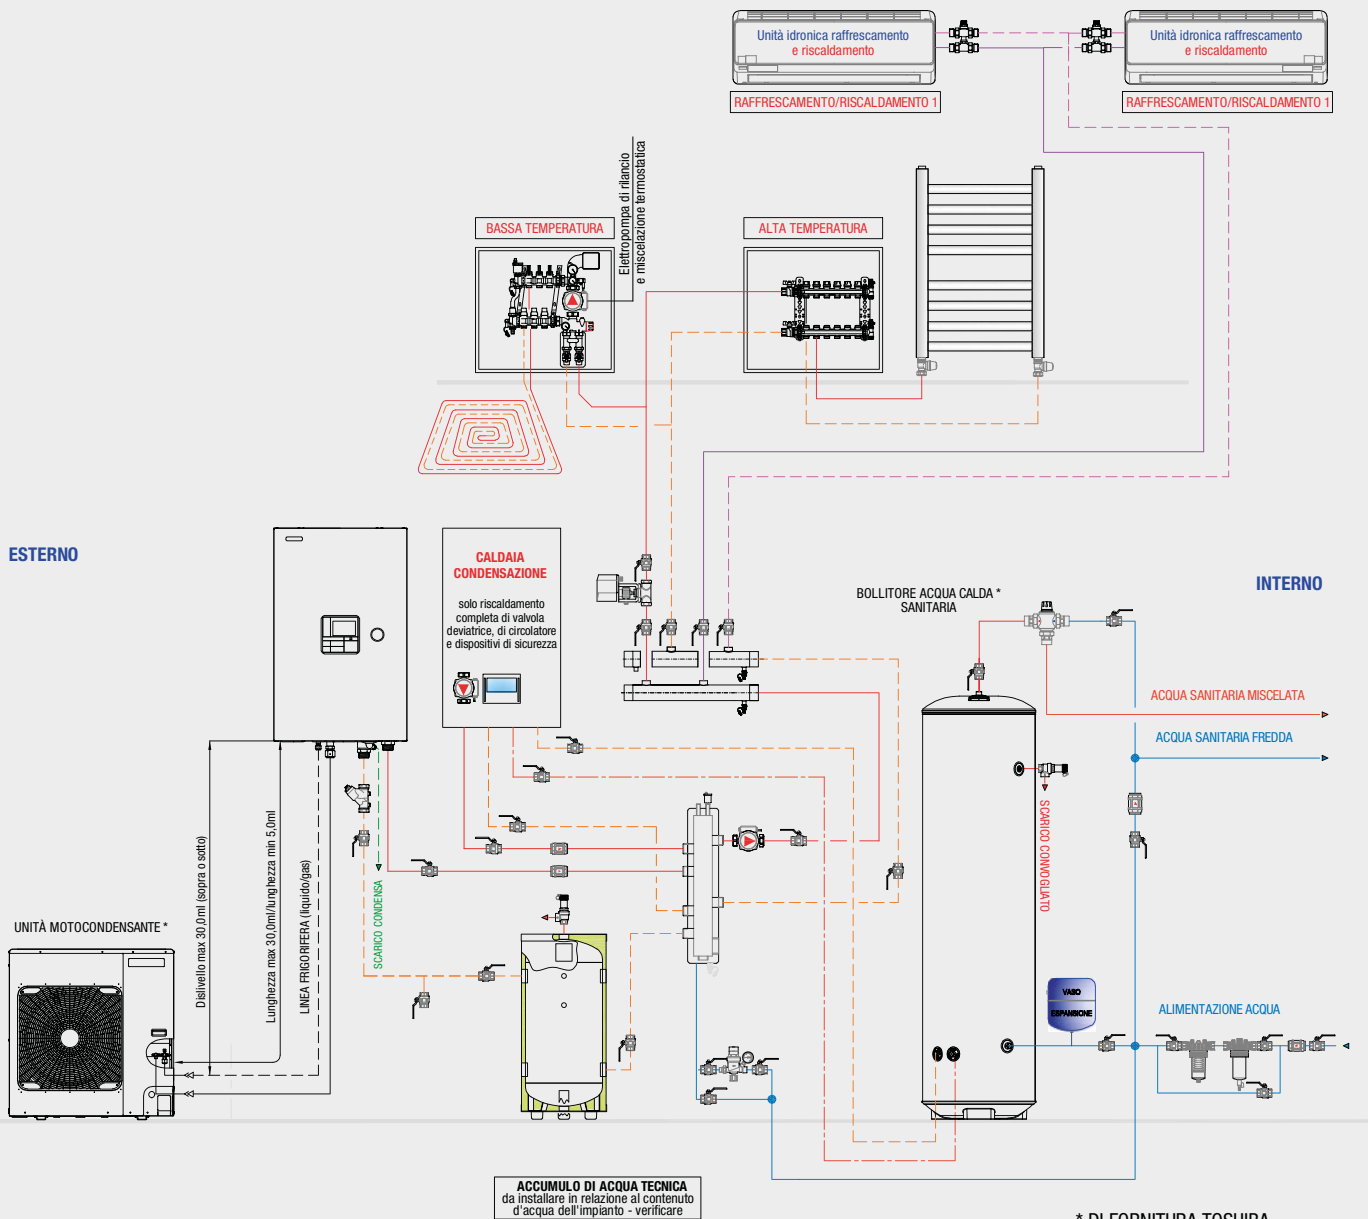 Unità idronica raffrescamento
e riscaldamento
Unità idronica raffrescamento
e riscaldamento
RAFFRESCAMENTO/RISCALDAMENTO 1
RAFFRESCAMENTO/RISCALDAMENTO 1
Elettropompa di rilancio
e miscelazione termostatica
BASSA TEMPERATURA
ALTA TEMPERATURA
ESTERNO
CALDAIA
CONDENSAZIONE
solo riscaldamento
completa di valvola
deviatrice, di circolatore
e dispositivi di sicurezza
INTERNO
BOLLITORE ACQUA CALDA *
SANITARIA
ACQUA SANITARIA MISCELATA
ACQUA SANITARIA FREDDA
SCARICO CONVOGLIATO
Dislivello max 30,0ml (sopra o sotto)
Lunghezza max 30,0ml/lunghezza min 5,0ml
LINEA FRIGORIFERA (liquido/gas)
SCARICO CONDENSA
UNITÀ MOTOCONDENSANTE *
VASO
ESPANSIONE
ALIMENTAZIONE ACQUA
ACCUMULO DI ACQUA TECNICA
da installare in relazione al contenuto
d'acqua dell'impianto - verificare
* DI FORNITURA TOSHIBA